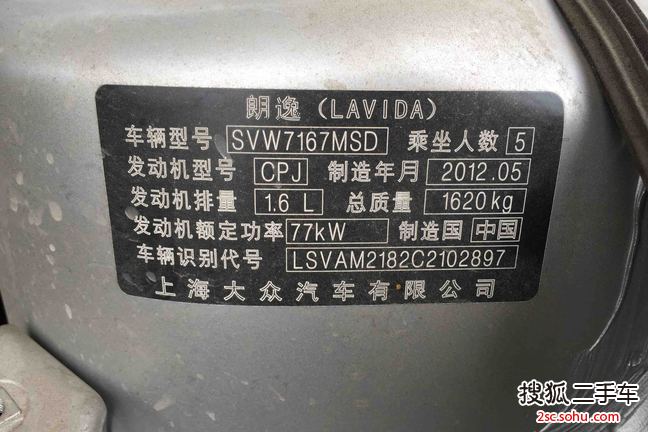 朗逸(LAVIDA)
车辆型号 SVW7167MSD 乘坐人数 5
发动机型号 CPJ 制造年月 2012.05
发动机排量 1.6 L 总质量 1620kg
发动机额定功率 77kW 制造国 中国
车辆识别代号 LSVAM2182C2102897
上海大众汽车有限公司
搜狐二手车
2sc.sohu.com